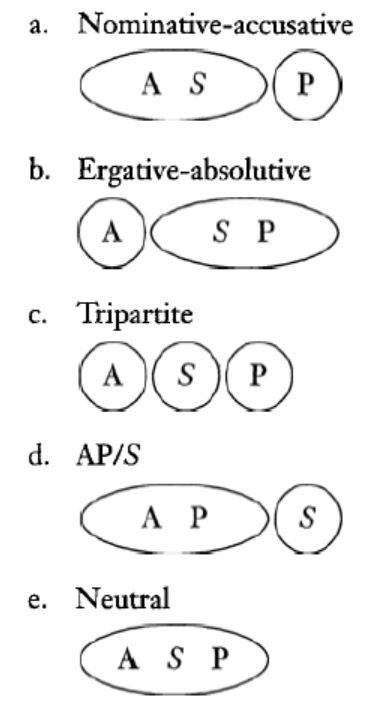 a. Nominative-accusative
A S P
b. Ergative-absolutive
A S P
c. Tripartite
A S P
d. AP/S
A P S
e. Neutral
A S P